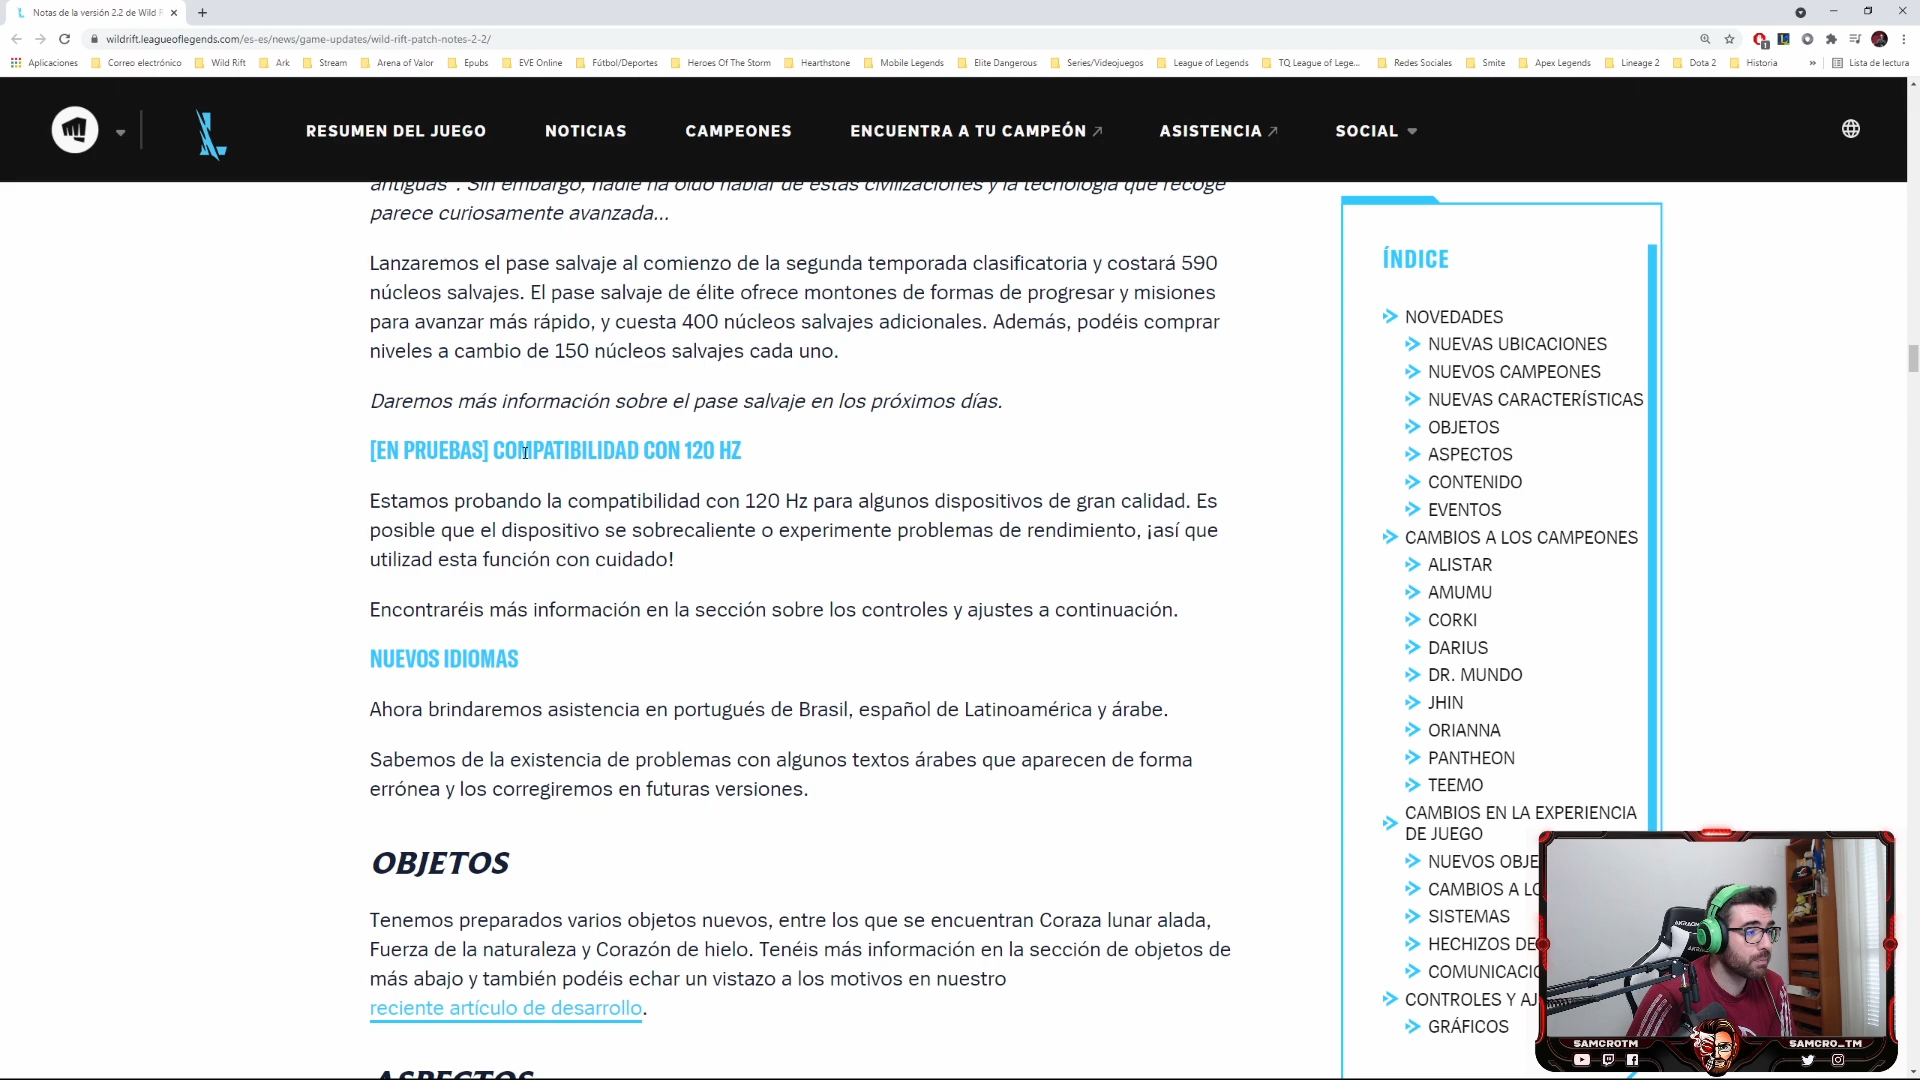 Notas de la versión 2.2 de Wild R
wildrift.leagueoflegends.com/es-es/news/game-updates/wild-rift-patch-notes-2-2/
Aplicaciones Correo electrónico Wild Rift Ark Stream Arena of Valor Epubs EVE Online Fútbol/Deportes Heroes Of The Storm Hearthstone Mobile Legends Elite Dangerous Series/Videojuegos League of Legends TQ League of Lege... Redes Sociales Smite Apex Legends Lineage 2 Dota 2 Historia » Lista de lectura
RESUMEN DEL JUEGO NOTICIAS CAMPEONES ENCUENTRA A TU CAMPEÓN ASISTENCIA SOCIAL
antiguas". Sin embargo, nadie ha oído hablar de estas civilizaciones y la tecnología que recoge
parece curiosamente avanzada...
Lanzaremos el pase salvaje al comienzo de la segunda temporada clasificatoria y costará 590
núcleos salvajes. El pase salvaje de élite ofrece montones de formas de progresar y misiones
para avanzar más rápido, y cuesta 400 núcleos salvajes adicionales. Además, podéis comprar
niveles a cambio de 150 núcleos salvajes cada uno.
Daremos más información sobre el pase salvaje en los próximos días.
[EN PRUEBAS] COMPATIBILIDAD CON 120 HZ
Estamos probando la compatibilidad con 120 Hz para algunos dispositivos de gran calidad. Es
posible que el dispositivo se sobrecaliente o experimente problemas de rendimiento, ¡así que
utilizad esta función con cuidado!
Encontraréis más información en la sección sobre los controles y ajustes a continuación.
NUEVOS IDIOMAS
Ahora brindaremos asistencia en portugués de Brasil, español de Latinoamérica y árabe.
Sabemos de la existencia de problemas con algunos textos árabes que aparecen de forma
errónea y los corregiremos en futuras versiones.
OBJETOS
Tenemos preparados varios objetos nuevos, entre los que se encuentran Coraza lunar alada,
Fuerza de la naturaleza y Corazón de hielo. Tenéis más información en la sección de objetos de
más abajo y también podéis echar un vistazo a los motivos en nuestro
reciente artículo de desarrollo.
ASPECTOS
ÍNDICE
NOVEDADES
NUEVAS UBICACIONES
NUEVOS CAMPEONES
NUEVAS CARACTERÍSTICAS
OBJETOS
ASPECTOS
CONTENIDO
EVENTOS
CAMBIOS A LOS CAMPEONES
ALISTAR
AMUMU
CORKI
DARIUS
DR. MUNDO
JHIN
ORIANNA
PANTHEON
TEEMO
CAMBIOS EN LA EXPERIENCIA
DE JUEGO
NUEVOS OBJE
CAMBIOS A LO
SISTEMAS
HECHIZOS DE
COMUNICACIO
CONTROLES Y AJ
GRÁFICOS
SAMCROTM SAMCRO_TM